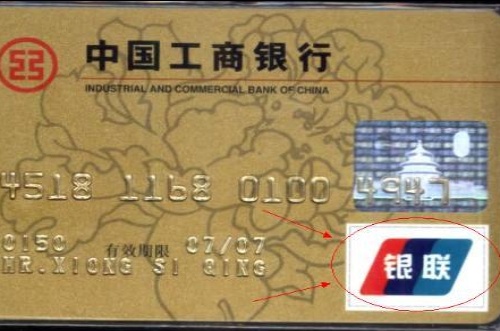 中国工商银行
INDUSTRIAL AND COMMERCIAL BANK OF CHINA
4518 1168 0100 4947
0150 有效期限 07/07
MR.XIONG SI QING
银联